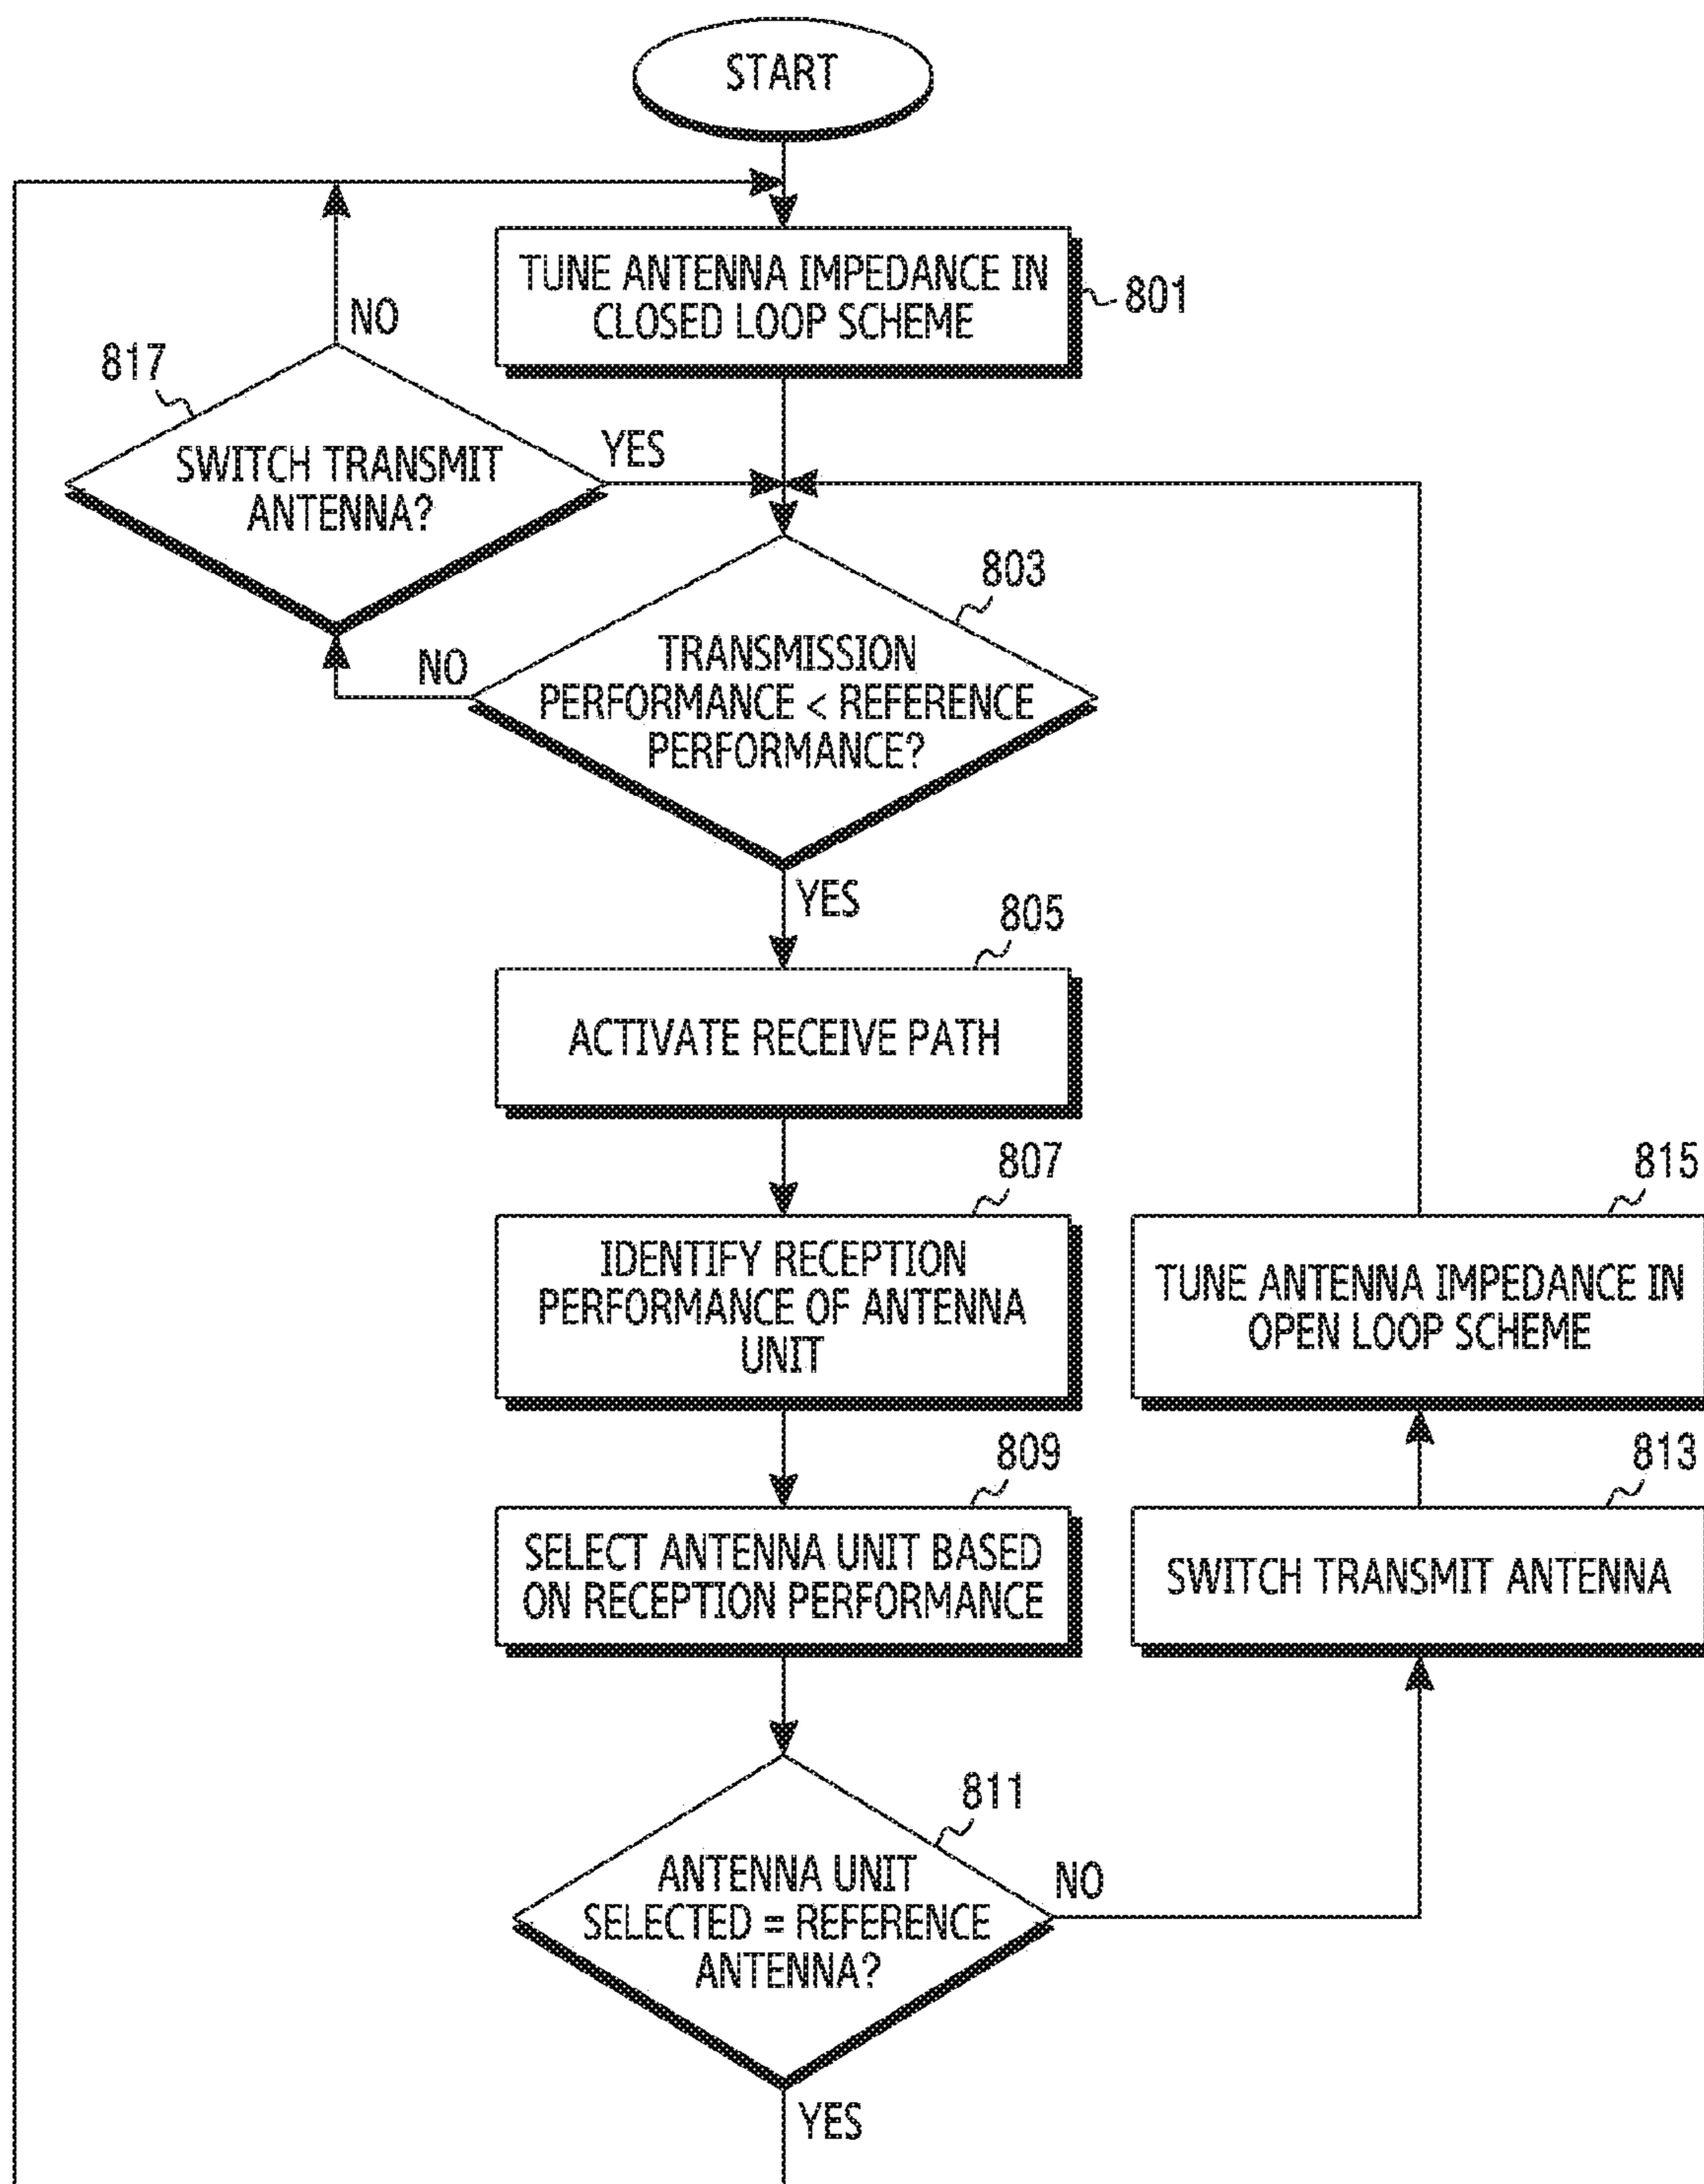 START
TUNE ANTENNA IMPEDANCE IN
CLOSED LOOP SCHEME
801
NO
817
SWITCH TRANSMIT
ANTENNA?
YES
803
TRANSMISSION
PERFORMANCE < REFERENCE
PERFORMANCE?
NO
YES
805
ACTIVATE RECEIVE PATH
807
IDENTIFY RECEPTION
PERFORMANCE OF ANTENNA
UNIT
815
TUNE ANTENNA IMPEDANCE IN
OPEN LOOP SCHEME
809
SELECT ANTENNA UNIT BASED
ON RECEPTION PERFORMANCE
813
SWITCH TRANSMIT ANTENNA
811
ANTENNA UNIT
SELECTED = REFERENCE
ANTENNA?
NO
YES